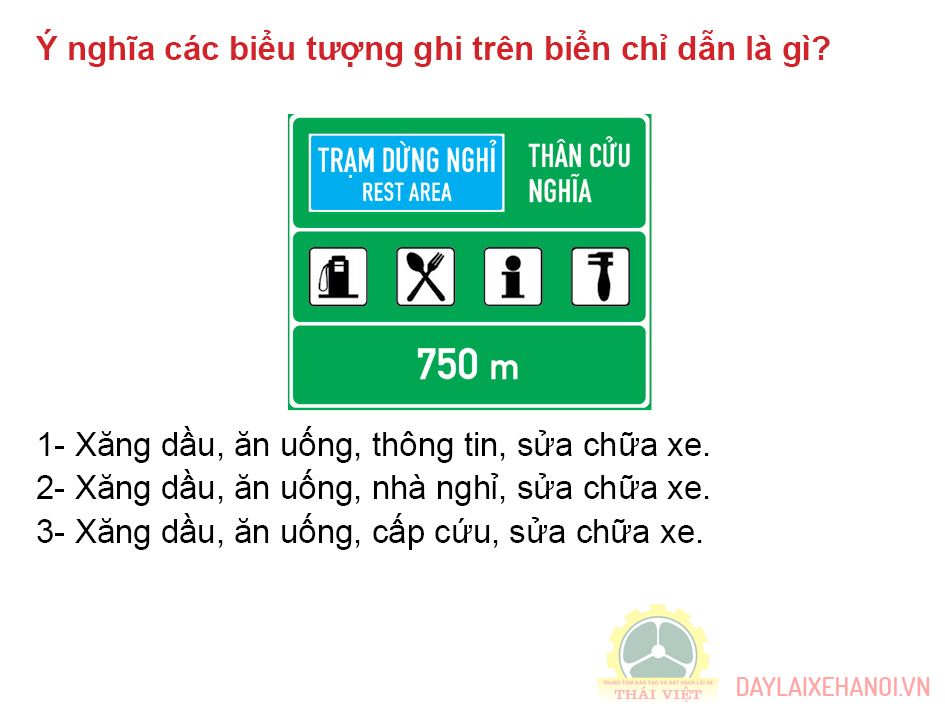 Ý nghĩa các biểu tượng ghi trên biển chỉ dẫn là gì?
TRẠM DỪNG NGHỈ
REST AREA
THÂN CỬU
NGHĨA
750 m
1- Xăng dầu, ăn uống, thông tin, sửa chữa xe.
2- Xăng dầu, ăn uống, nhà nghỉ, sửa chữa xe.
3- Xăng dầu, ăn uống, cấp cứu, sửa chữa xe.
TRUNG TÂM ĐÀO TẠO VÀ SÁT HẠCH LÁI XE
THÁI VIỆT
DAYLAIXEHANOI.VN